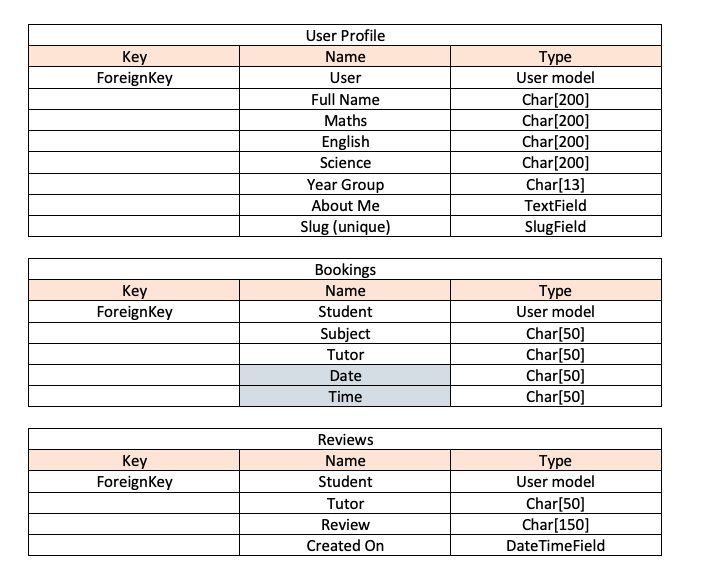 User Profile
Key Name Type
ForeignKey User User model
Full Name Char[200]
Maths Char[200]
English Char[200]
Science Char[200]
Year Group Char[13]
About Me TextField
Slug (unique) SlugField
Bookings
Key Name Type
ForeignKey Student User model
Subject Char[50]
Tutor Char[50]
Date Char[50]
Time Char[50]
Reviews
Key Name Type
ForeignKey Student User model
Tutor Char[50]
Review Char[150]
Created On DateTimeField